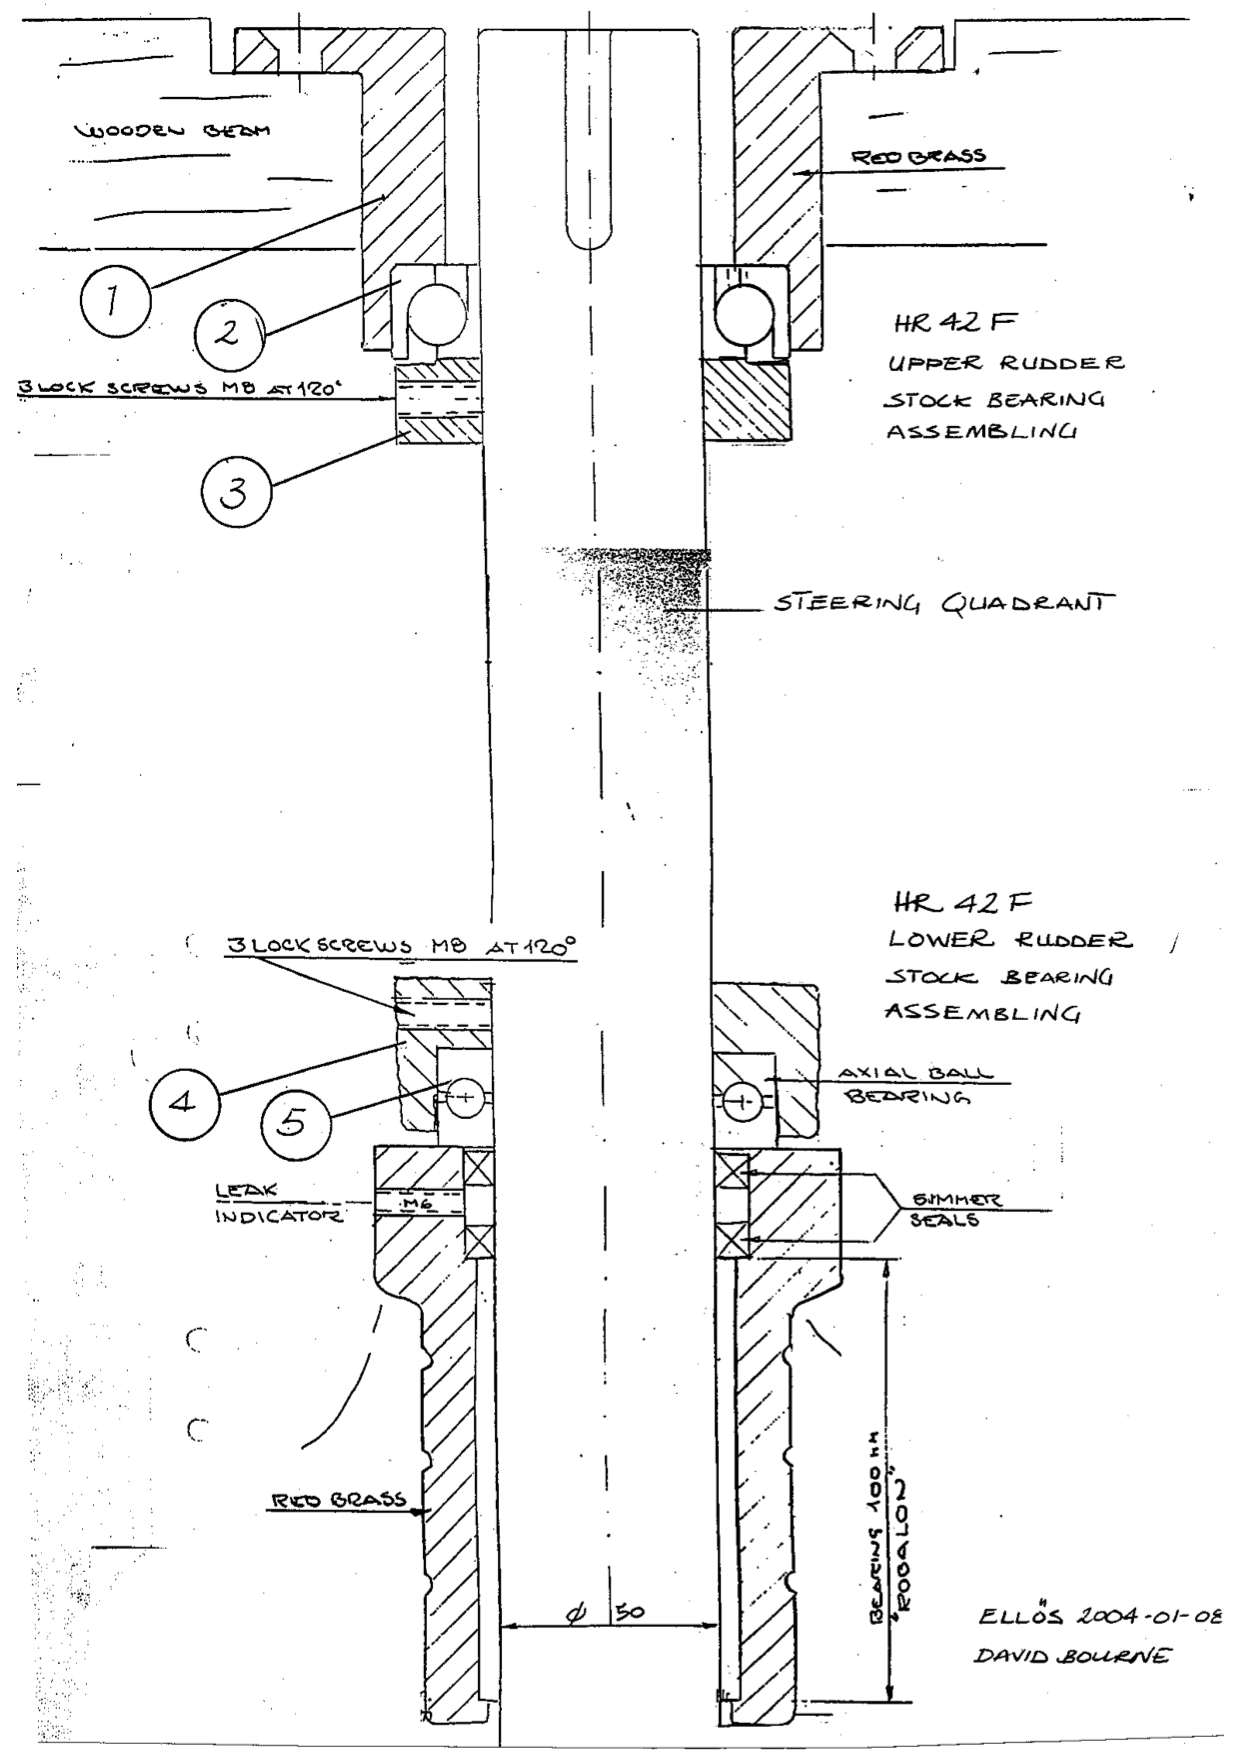 WOODEN BEAM
RED BRASS
1
2
HR 42 F
UPPER RUDDER
STOCK BEARING
ASSEMBLING
3 LOCK SCREWS M8 AT 120°
3
STEERING QUADRANT
HR 42 F
LOWER RUDDER
STOCK BEARING
ASSEMBLING
3 LOCK SCREWS M8 AT 120°
4
5
AXIAL BALL
BEARING
LEAK
INDICATOR
M6
SIMMER
SEALS
RED BRASS
BEARING 100 mm
"ROBALON"
ϕ 50
ELLÖS 2004-01-08
DAVID BOURNE